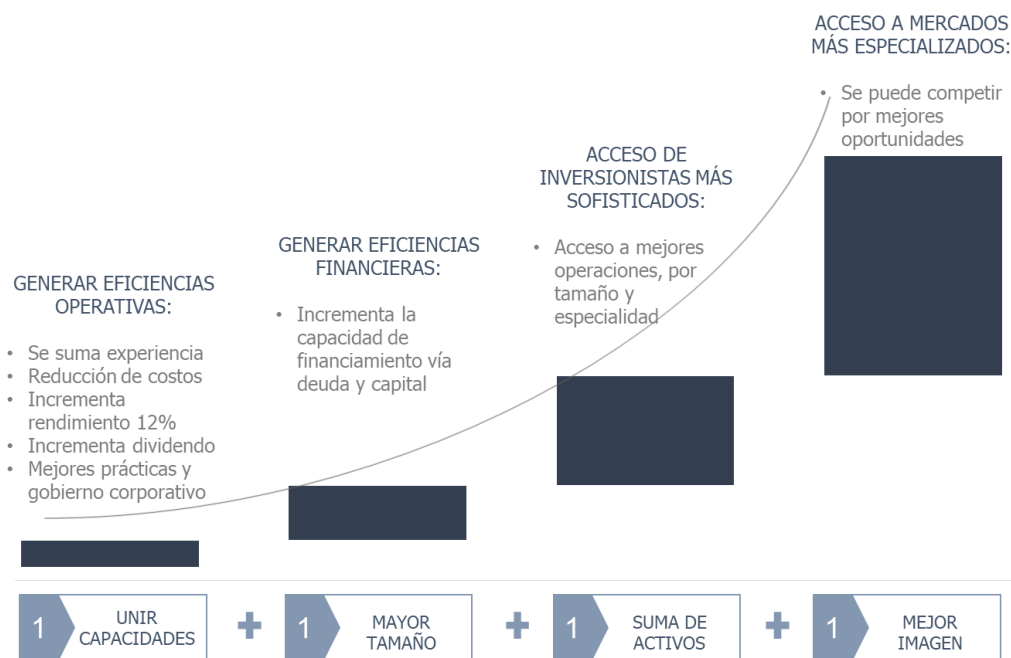 ACCESO A MERCADOS
MÁS ESPECIALIZADOS:
• Se puede competir
por mejores
oportunidades
ACCESO DE
INVERSIONISTAS MÁS
SOFISTICADOS:
• Acceso a mejores
operaciones, por
tamaño y
especialidad
GENERAR EFICIENCIAS
FINANCIERAS:
• Incrementa la
capacidad de
financiamiento vía
deuda y capital
GENERAR EFICIENCIAS
OPERATIVAS:
• Se suma experiencia
• Reducción de costos
• Incrementa
rendimiento 12%
• Incrementa dividendo
• Mejores prácticas y
gobierno corporativo
1 UNIR
CAPACIDADES
+
1 MAYOR
TAMAÑO
+
1 SUMA DE
ACTIVOS
+
1 MEJOR
IMAGEN